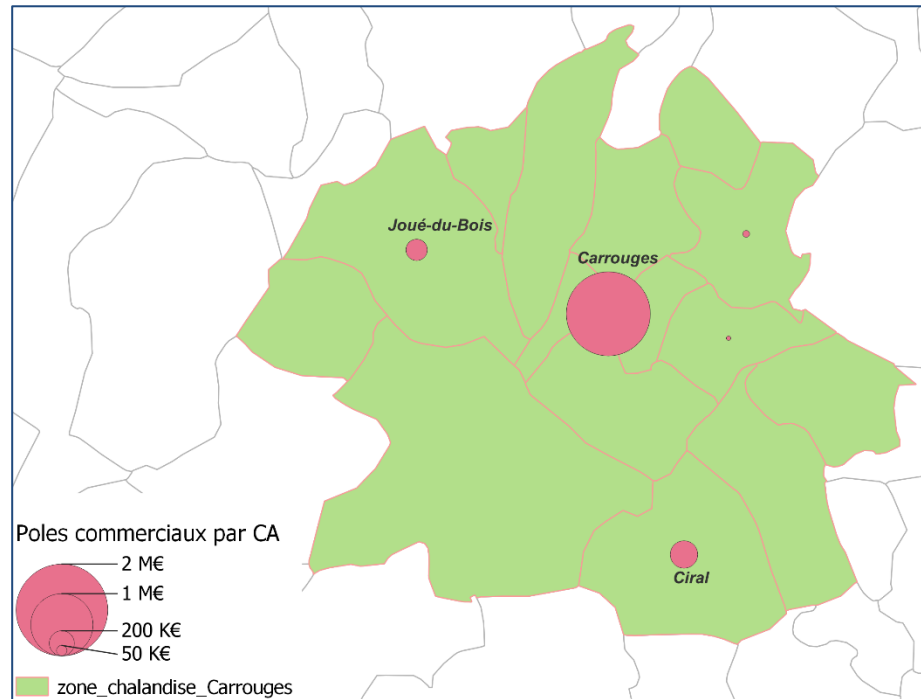 Joué-du-Bois
Carrouges
Ciral
Poles commerciaux par CA
2 M€
1 M€
200 K€
50 K€
zone_chalandise_Carrouges